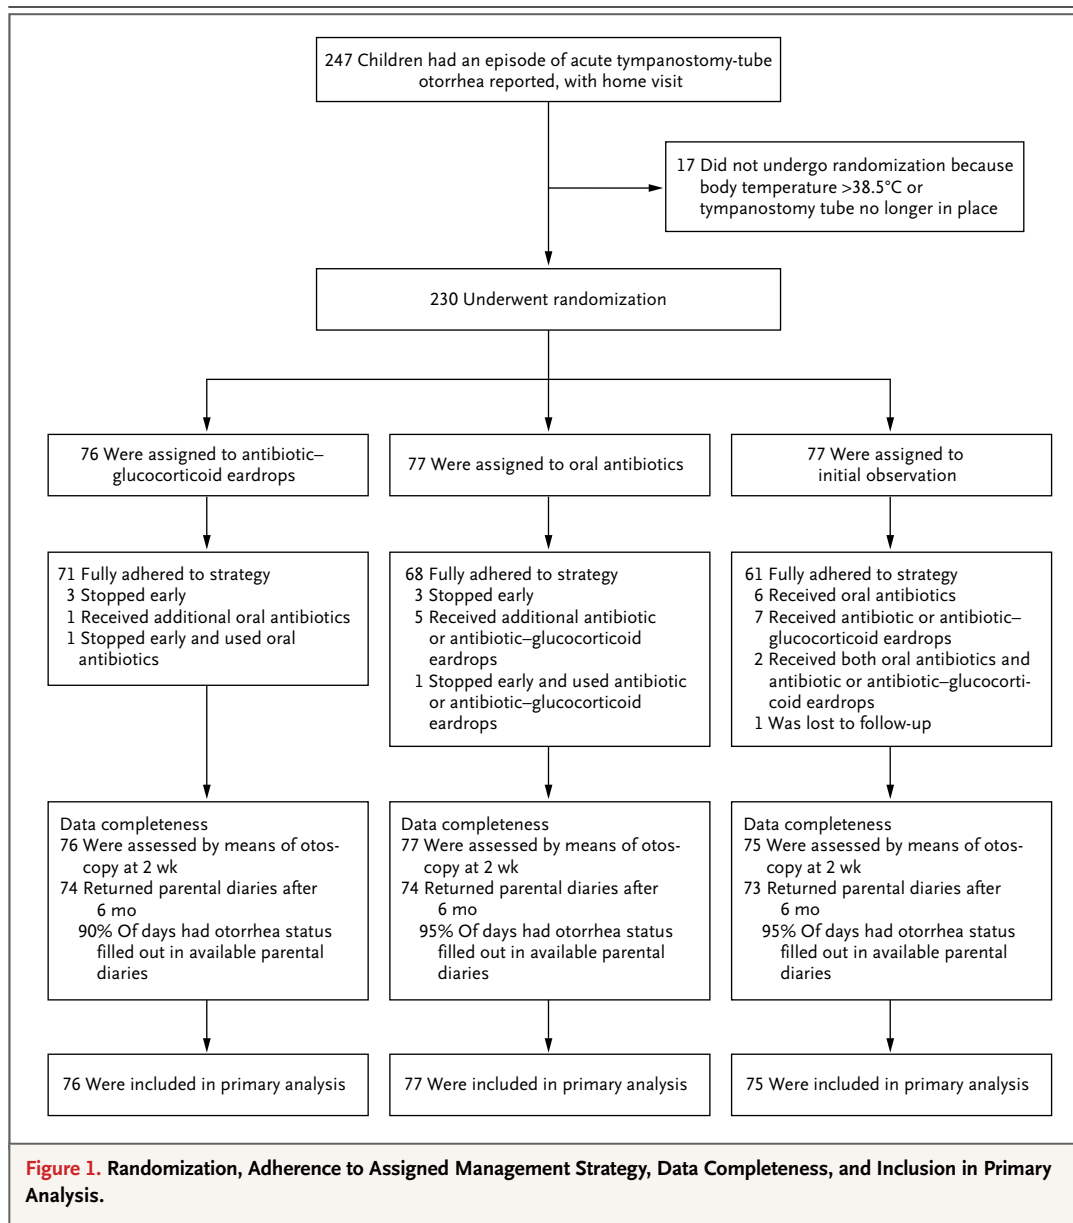 247 Children had an episode of acute tympanostomy-tube
otorrhea reported, with home visit
17 Did not undergo randomization because
body temperature >38.5°C or
tympanostomy tube no longer in place
230 Underwent randomization
76 Were assigned to antibiotic–
glucocorticoid eardrops
77 Were assigned to oral antibiotics
77 Were assigned to
initial observation
71 Fully adhered to strategy
3 Stopped early
1 Received additional oral antibiotics
1 Stopped early and used oral
antibiotics
68 Fully adhered to strategy
3 Stopped early
5 Received additional antibiotic
or antibiotic–glucocorticoid
eardrops
1 Stopped early and used antibiotic
or antibiotic–glucocorticoid
eardrops
61 Fully adhered to strategy
6 Received oral antibiotics
7 Received antibiotic or antibiotic–
glucocorticoid eardrops
2 Received both oral antibiotics and
antibiotic or antibiotic–glucocorti-
coid eardrops
1 Was lost to follow-up
Data completeness
76 Were assessed by means of otos-
copy at 2 wk
74 Returned parental diaries after
6 mo
90% Of days had otorrhea status
filled out in available parental
diaries
Data completeness
77 Were assessed by means of otos-
copy at 2 wk
74 Returned parental diaries after
6 mo
95% Of days had otorrhea status
filled out in available parental
diaries
Data completeness
75 Were assessed by means of otos-
copy at 2 wk
73 Returned parental diaries after
6 mo
95% Of days had otorrhea status
filled out in available parental
diaries
76 Were included in primary analysis
77 Were included in primary analysis
75 Were included in primary analysis
Figure 1. Randomization, Adherence to Assigned Management Strategy, Data Completeness, and Inclusion in Primary
Analysis.